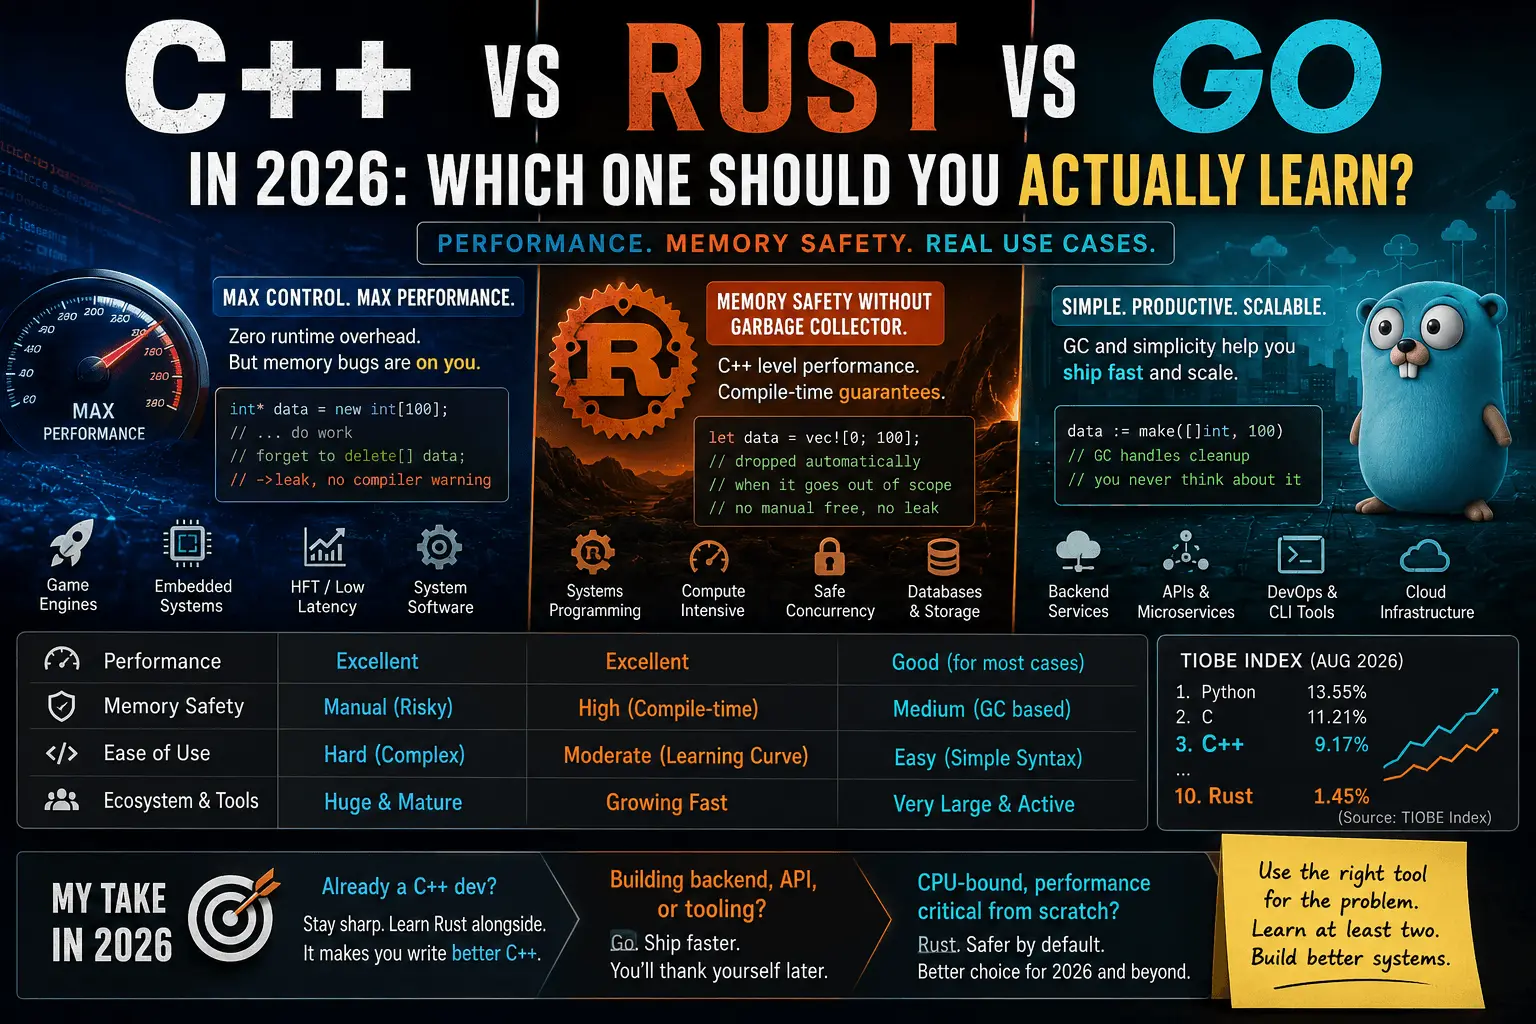 C++ VS RUST VS GO
IN 2026: WHICH ONE SHOULD YOU ACTUALLY LEARN?
PERFORMANCE. MEMORY SAFETY. REAL USE CASES.
MAX CONTROL. MAX PERFORMANCE.
Zero runtime overhead.
But memory bugs are on you.
int* data = new int[100];
// ... do work
// forget to delete[] data;
// ->leak, no compiler warning
MAX
PERFORMANCE
Game
Engines
Embedded
Systems
HFT / Low
Latency
System
Software
R
MEMORY SAFETY WITHOUT
GARBAGE COLLECTOR.
C++ level performance.
Compile-time guarantees.
let data = vec![0; 100];
// dropped automatically
// when it goes out of scope
// no manual free, no leak
R
Systems
Programming
Compute
Intensive
Safe
Concurrency
Databases
& Storage
SIMPLE. PRODUCTIVE. SCALABLE.
GC and simplicity help you
ship fast and scale.
data := make([]int, 100)
// GC handles cleanup
// you never think about it
Backend
Services
APIs &
Microservices
DevOps &
CLI Tools
Cloud
Infrastructure
Performance Excellent Excellent Good (for most cases)
Memory Safety Manual (Risky) High (Compile-time) Medium (GC based)
Ease of Use Hard (Complex) Moderate (Learning Curve) Easy (Simple Syntax)
Ecosystem & Tools Huge & Mature Growing Fast Very Large & Active
TIOBE INDEX (AUG 2026)
1. Python 13.55%
2. C 11.21%
3. C++ 9.17%
...
10. Rust 1.45%
(Source: TIOBE Index)
MY TAKE
IN 2026
Already a C++ dev?
Stay sharp. Learn Rust alongside.
It makes you write better C++.
Building backend, API,
or tooling?
Go. Ship faster.
You'll thank yourself later.
CPU-bound, performance
critical from scratch?
Rust. Safer by default.
Better choice for 2026 and beyond.
Use the right tool
for the problem.
Learn at least two.
Build better systems.